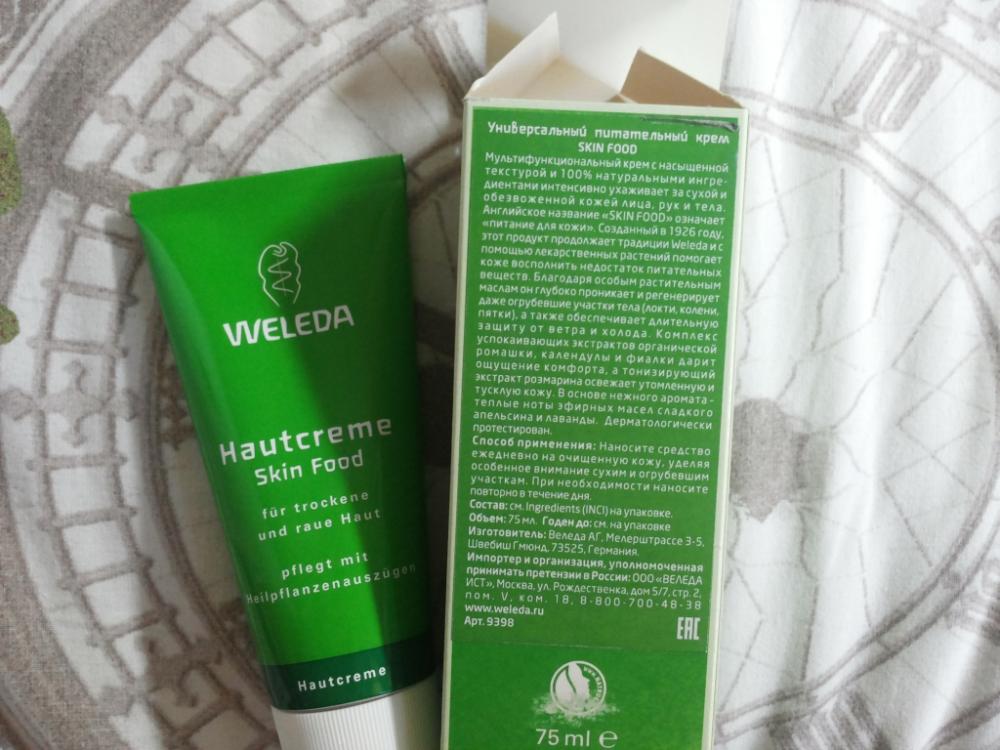 WELEDA
Hautcreme
Skin Food
für trockene
und raue Haut
pflegt mit
Heilpflanzenauszügen
Hautcreme
Универсальный питательный крем
SKIN FOOD
Мультифункциональный крем с насыщенной
текстурой и 100% натуральными ингре-
диентами интенсивно ухаживает за сухой и
обезвоженной кожей лица, рук и тела.
Английское название «SKIN FOOD» означает
«питание для кожи». Созданный в 1926 году,
этот продукт продолжает традиции Weleda и с
помощью лекарственных растений помогает
коже восполнить недостаток питательных
веществ. Благодаря особым растительным
маслам он глубоко проникает и регенерирует
даже огрубевшие участки тела (локти, колени,
пятки), а также обеспечивает длительную
защиту от ветра и холода. Комплекс
успокаивающих экстрактов органической
ромашки, календулы и фиалки дарит
ощущение комфорта, а тонизирующий
экстракт розмарина освежает утомленную и
тусклую кожу. В основе нежного аромата -
теплые ноты эфирных масел сладкого
апельсина и лаванды. Дерматологически
протестирован.
Способ применения: Наносите средство
ежедневно на очищенную кожу, уделяя
особенное внимание сухим и огрубевшим
участкам. При необходимости наносите
повторно в течение дня.
Состав: см. Ingredients (INCI) на упаковке.
Объем: 75 мл. Годен до: см. на упаковке
Изготовитель: Веледа АГ, Мелерштрассе 3-5,
Швебиш Гмюнд, 73525, Германия.
Импортер и организация, уполномоченная
принимать претензии в России: ООО «ВЕЛЕДА
ИСТ», Москва, ул. Рождественка, дом 5/7, стр. 2,
пом. V, ком. 18, 8-800-700-48-38
www.weleda.ru
Арт. 9398
EAC
75 ml e